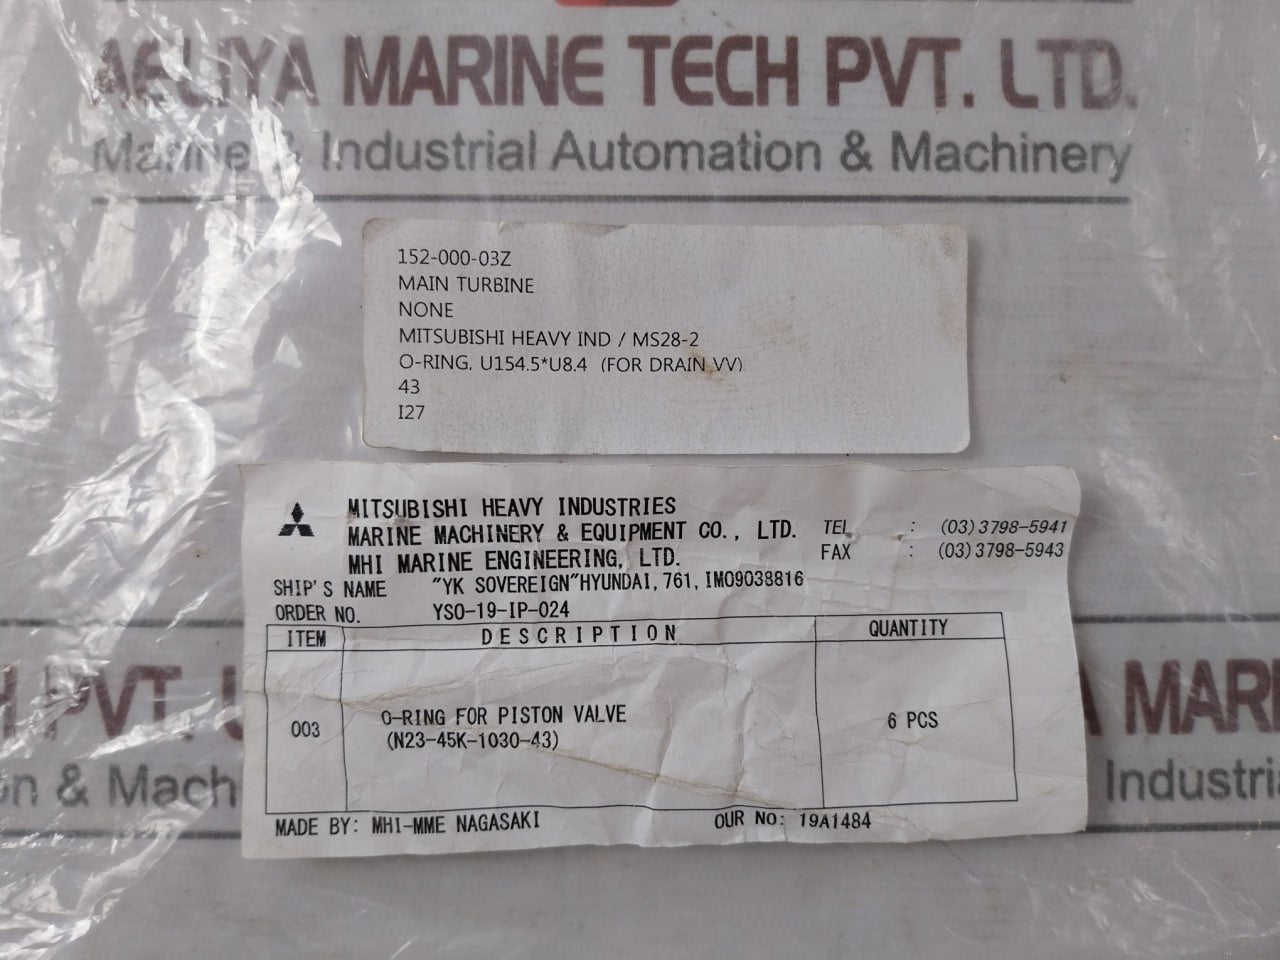 AELIYA MARINE TECH PVT. LTD.
Marine & Industrial Automation & Machinery
152-000-03Z
MAIN TURBINE
NONE
MITSUBISHI HEAVY IND / MS28-2
O-RING, U154.5*U8.4 (FOR DRAIN VV)
43
I27
MITSUBISHI HEAVY INDUSTRIES
MARINE MACHINERY & EQUIPMENT CO., LTD. TEL : (03)3798-5941
MHI MARINE ENGINEERING, LTD. FAX : (03)3798-5943
SHIP'S NAME "YK SOVEREIGN"HYUNDAI,761,IMO9038816
ORDER NO. YSO-19-IP-024
ITEM DESCRIPTION QUANTITY
003 O-RING FOR PISTON VALVE 6 PCS
(N23-45K-1030-43)
MADE BY: MHI-MME NAGASAKI OUR NO: 19A1484
H PVT. MAR
on & Mach Industri